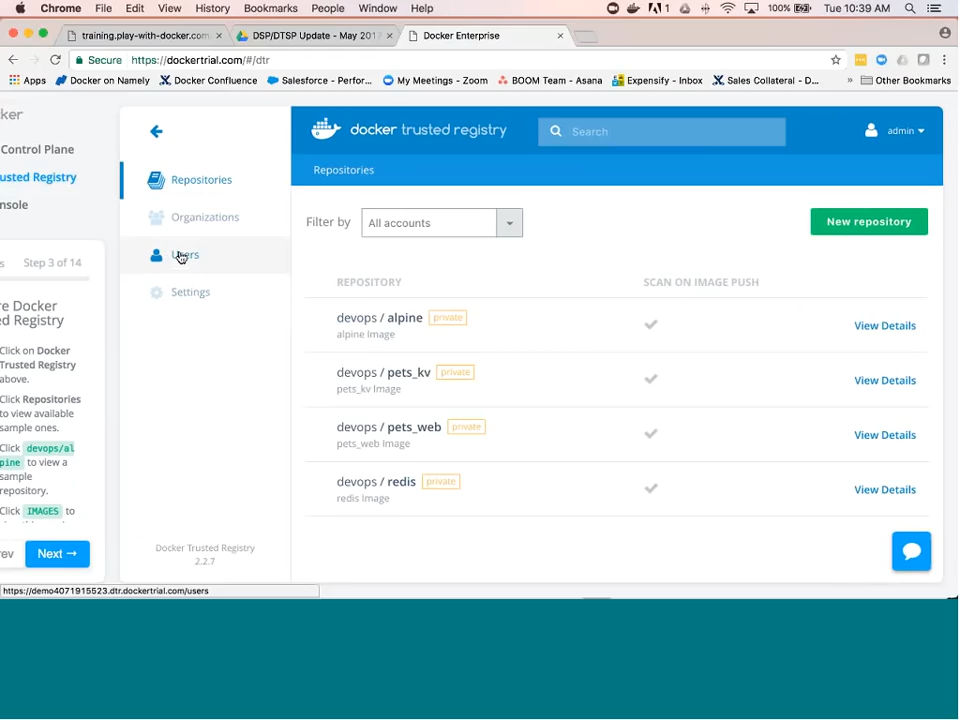 Chrome File Edit View History Bookmarks People Window Help 1 100% Tue 10:39 AM
training.play-with-docker.com DSP/DTSP Update - May 2017 Docker Enterprise
Secure https://dockertrial.com/#/dtr
Apps Docker on Namely Docker Confluence Salesforce - Perfor... My Meetings - Zoom BOOM Team - Asana Expensify - Inbox Sales Collateral - D... » Other Bookmarks
cker
Control Plane
usted Registry
nsole
s Step 3 of 14
re Docker
usted Registry
Click on Docker
Trusted Registry
above.
Click Repositories
to view available
sample ones.
Click devops/al
pine to view a
sample
repository.
Click IMAGES to
ev Next →
Repositories
Organizations
Users
Settings
Docker Trusted Registry
2.2.7
docker trusted registry Search admin
Repositories
Filter by All accounts New repository
REPOSITORY SCAN ON IMAGE PUSH
devops / alpine private View Details
alpine Image
devops / pets_kv private View Details
pets_kv Image
devops / pets_web private View Details
pets_web Image
devops / redis private View Details
redis Image
https://demo4071915523.dtr.dockertrial.com/users